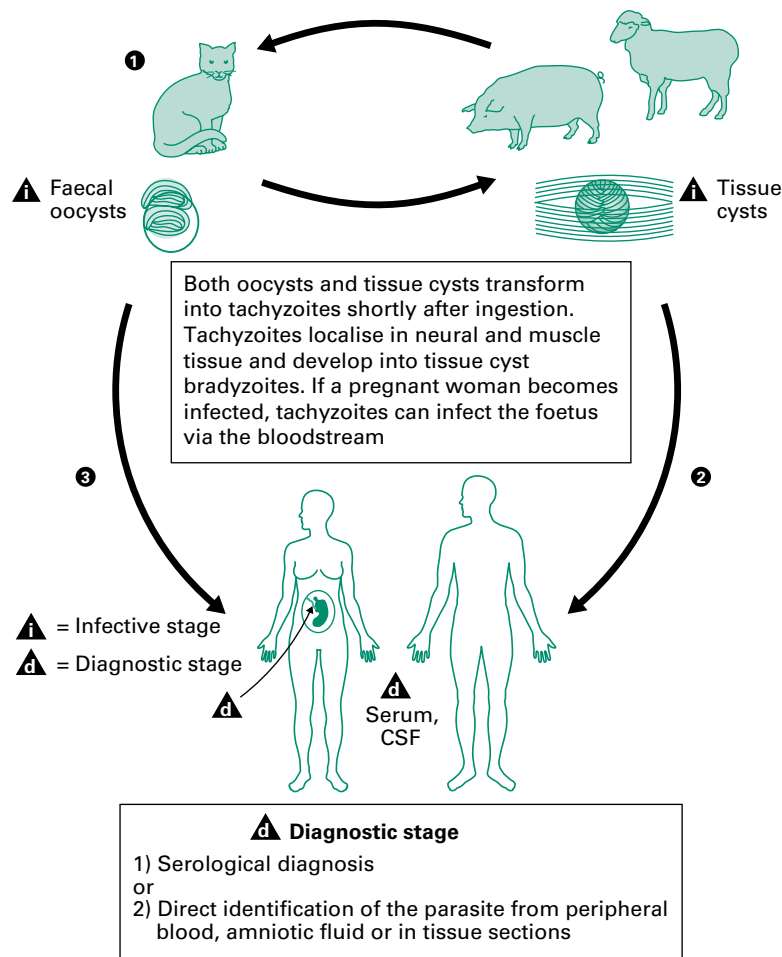 1
i Faecal
oocysts
i Tissue
cysts
Both oocysts and tissue cysts transform
into tachyzoites shortly after ingestion.
Tachyzoites localise in neural and muscle
tissue and develop into tissue cyst
bradyzoites. If a pregnant woman becomes
infected, tachyzoites can infect the foetus
via the bloodstream
3
2
i = Infective stage
d = Diagnostic stage
d
d
Serum,
CSF
d Diagnostic stage
1) Serological diagnosis
or
2) Direct identification of the parasite from peripheral
blood, amniotic fluid or in tissue sections